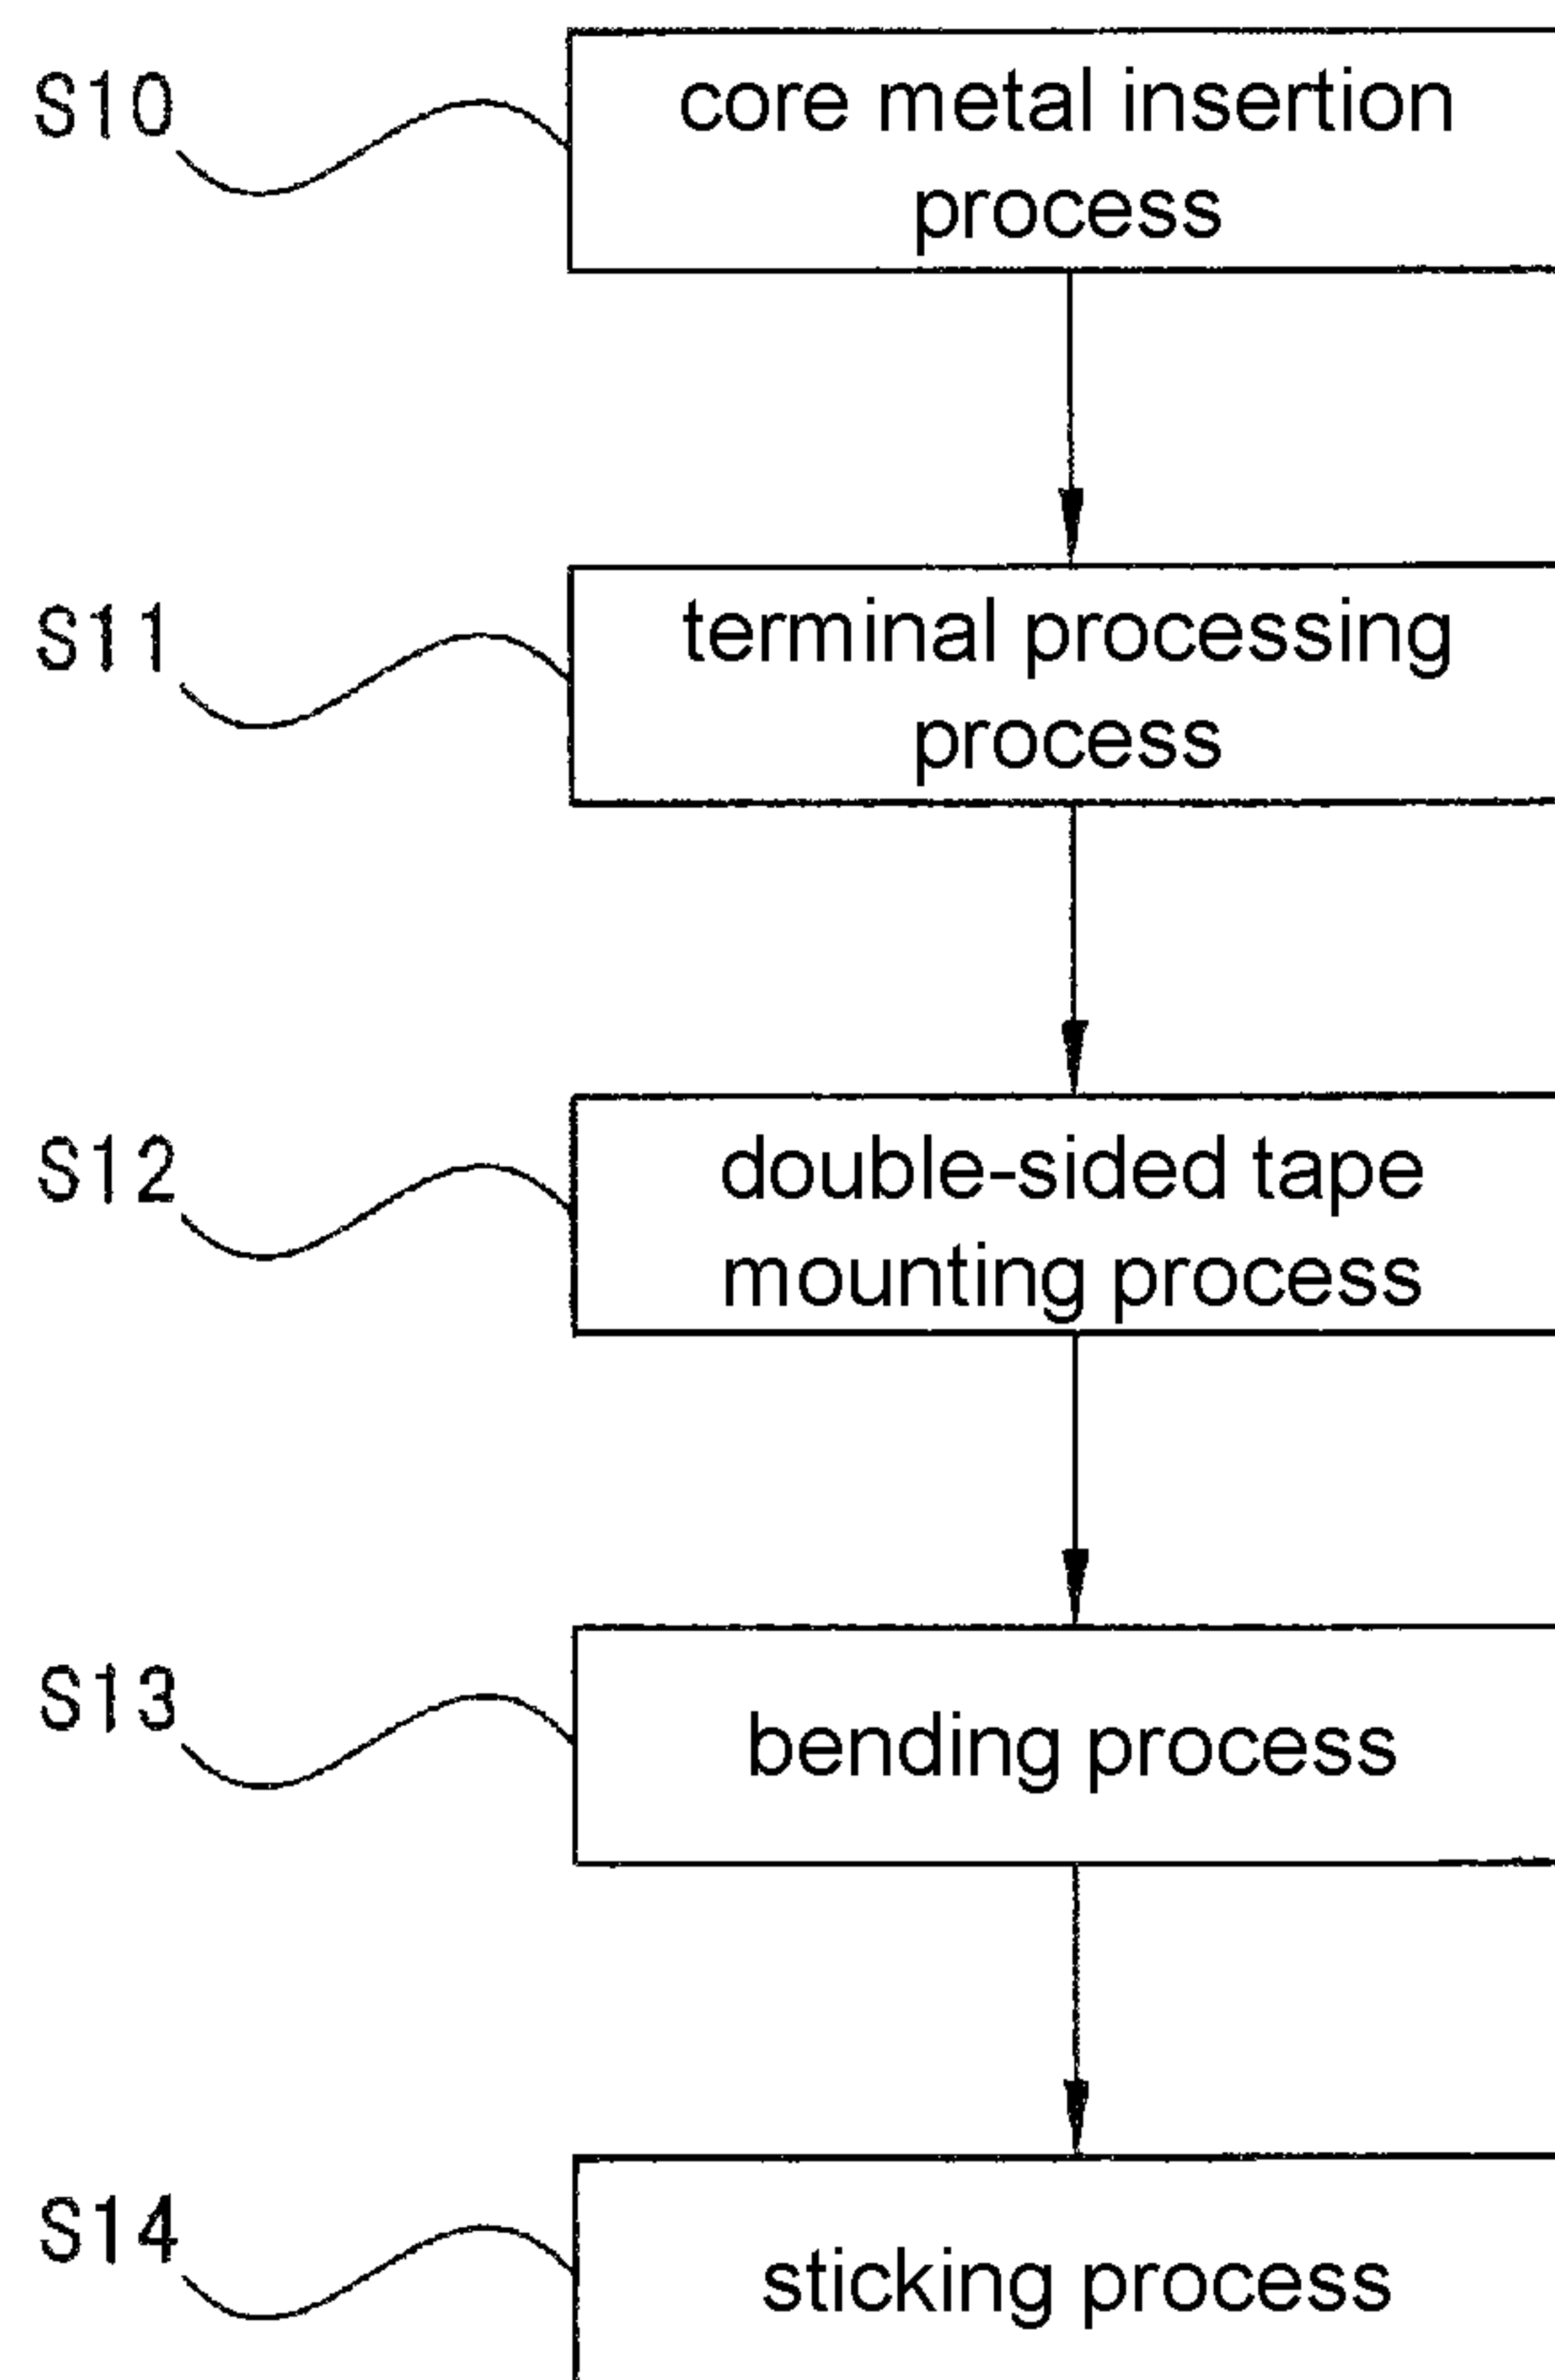 S10
core metal insertion
process
S11
terminal processing
process
S12
double-sided tape
mounting process
S13
bending process
S14
sticking process